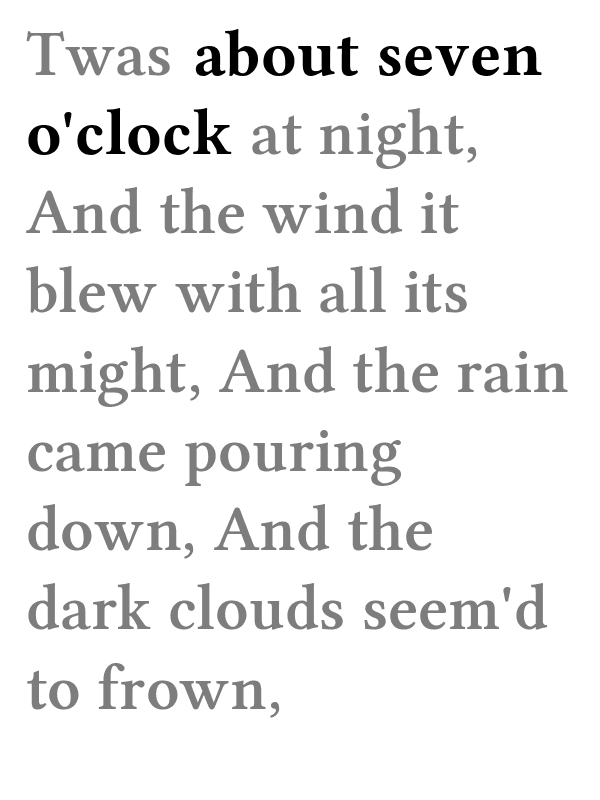 Twas about seven
o'clock at night,
And the wind it
blew with all its
might, And the rain
came pouring
down, And the
dark clouds seem'd
to frown,